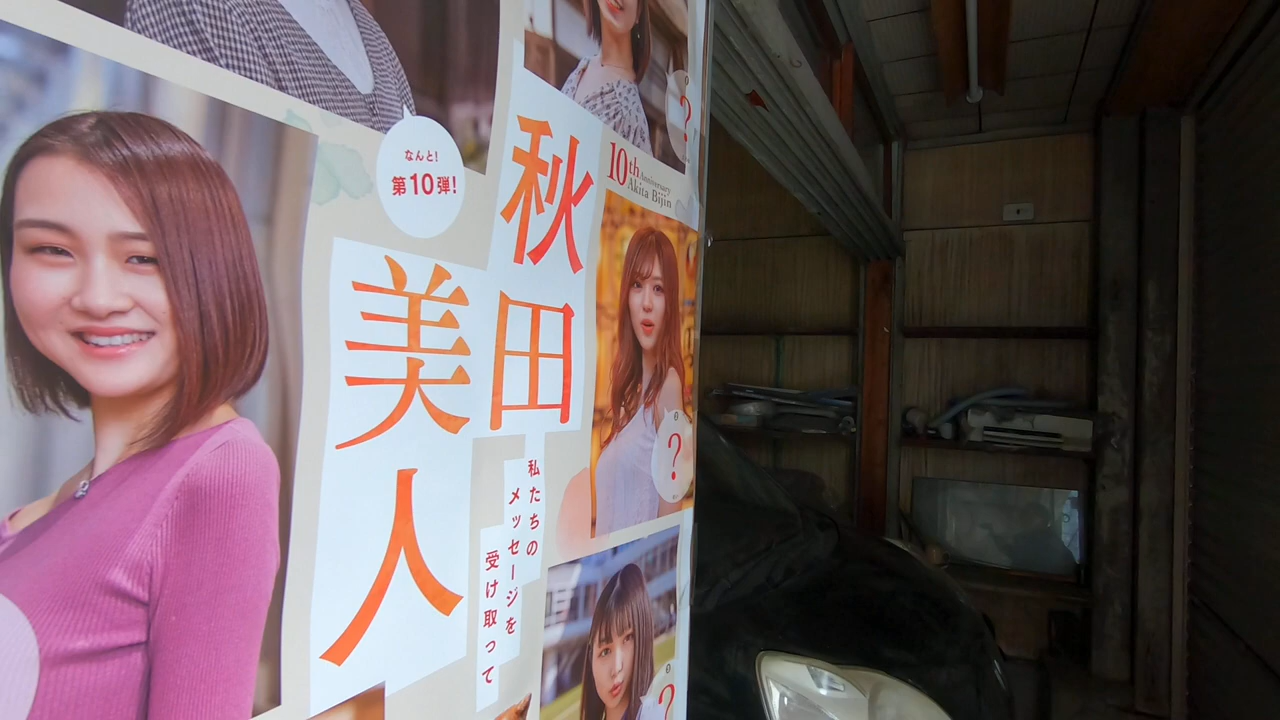 なんと!
第10弾!
秋田
美人
10th Anniversary
Akita Bijin
私たちの
メッセージを
受け取って
?
?
?